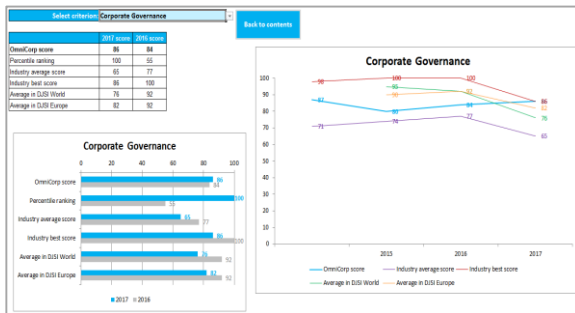 Select criterion: Corporate Governance
Back to contents
2017 score 2016 score
OmniCorp score 86 84
Percentile ranking 100 55
Industry average score 65 77
Industry best score 86 100
Average in DJSI World 76 92
Average in DJSI Europe 82 92
Corporate Governance
0 20 40 60 80 100
OmniCorp score 86 84
Percentile ranking 100 55
Industry average score 65 77
Industry best score 86 100
Average in DJSI World 76 92
Average in DJSI Europe 82 92
2017 2016
Corporate Governance
100
90
80
70
60
50
40
30
20
10
0
98 100 100 86
95 76
90 92 82
87 80 84
71 74 77 65
2015 2016 2017
OmniCorp score Industry average score Industry best score
Average in DJSI World Average in DJSI Europe